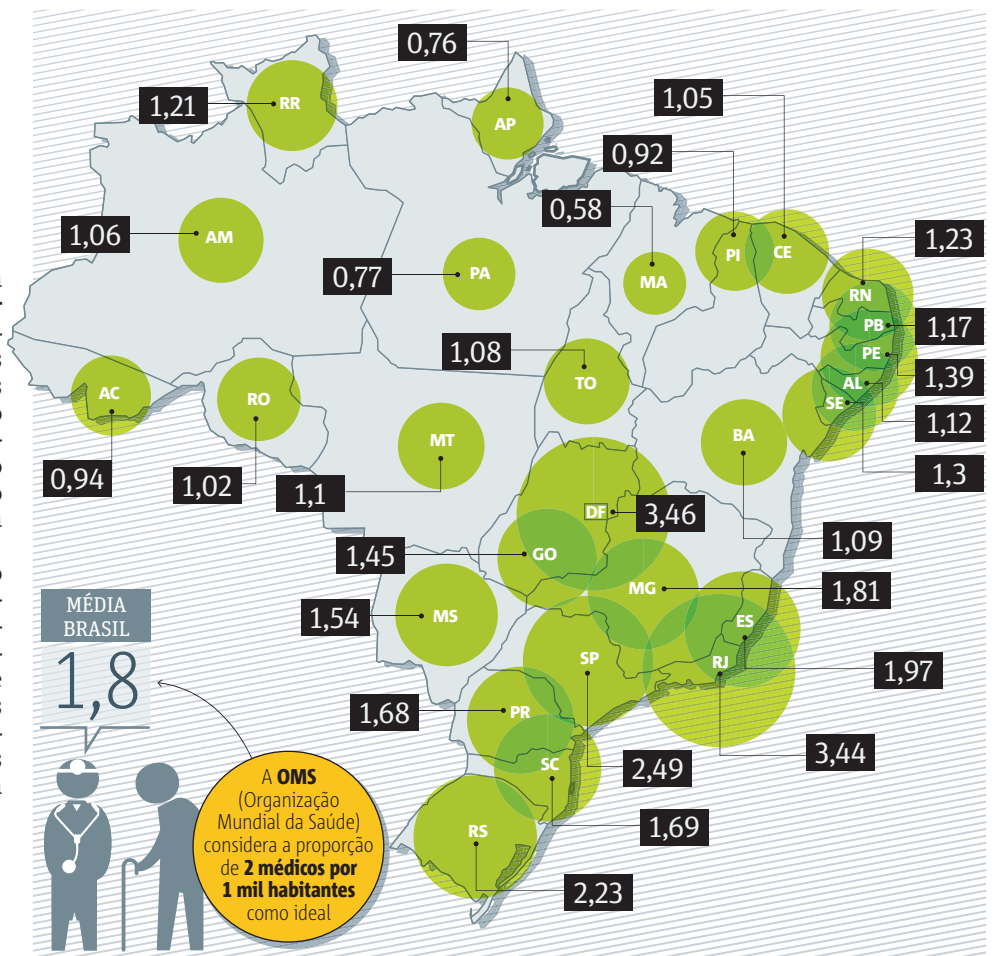 0,76
AP
1,21
RR
1,05
CE
0,92
PI
0,58
MA
1,06
AM
0,77
PA
1,23
RN
1,17
PB
1,39
PE
1,12
AL
1,3
SE
1,08
TO
0,94
AC
1,02
RO
1,1
MT
1,09
BA
3,46
DF
1,45
GO
1,81
MG
1,54
MS
1,97
ES
3,44
RJ
2,49
SP
1,68
PR
1,69
SC
2,23
RS
MÉDIA
BRASIL
1,8
A OMS
(Organização
Mundial da Saúde)
considera a proporção
de 2 médicos por
1 mil habitantes
como ideal